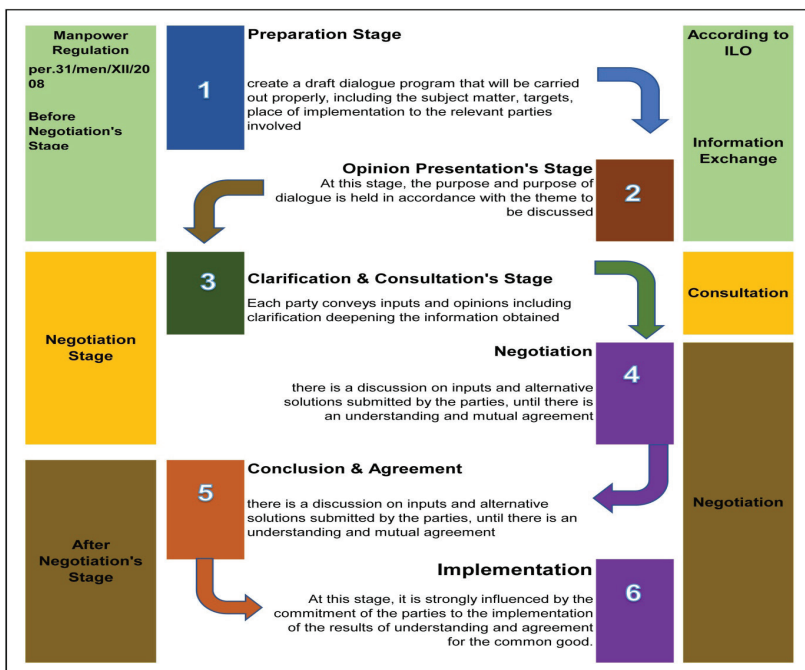 Manpower
Regulation
per.31/men/XII/20
08
Before
Negotiation's
Stage
1
Preparation Stage
create a draft dialogue program that will be carried
out properly, including the subject matter, targets,
place of implementation to the relevant parties
involved
According to
ILO
Information
Exchange
Opinion Presentation's Stage
At this stage, the purpose and purpose of
dialogue is held in accordance with the theme to
be discussed
2
Negotiation
Stage
3
Clarification & Consultation's Stage
Each party conveys inputs and opinions including
clarification deepening the information obtained
Consultation
Negotiation
there is a discussion on inputs and alternative
solutions submitted by the parties, until there is
an understanding and mutual agreement
4
Negotiation
After
Negotiation's
Stage
5
Conclusion & Agreement
there is a discussion on inputs and alternative
solutions submitted by the parties, until there is an
understanding and mutual agreement
Implementation
At this stage, it is strongly influenced by the
commitment of the parties to the implementation
of the results of understanding and agreement
for the common good.
6